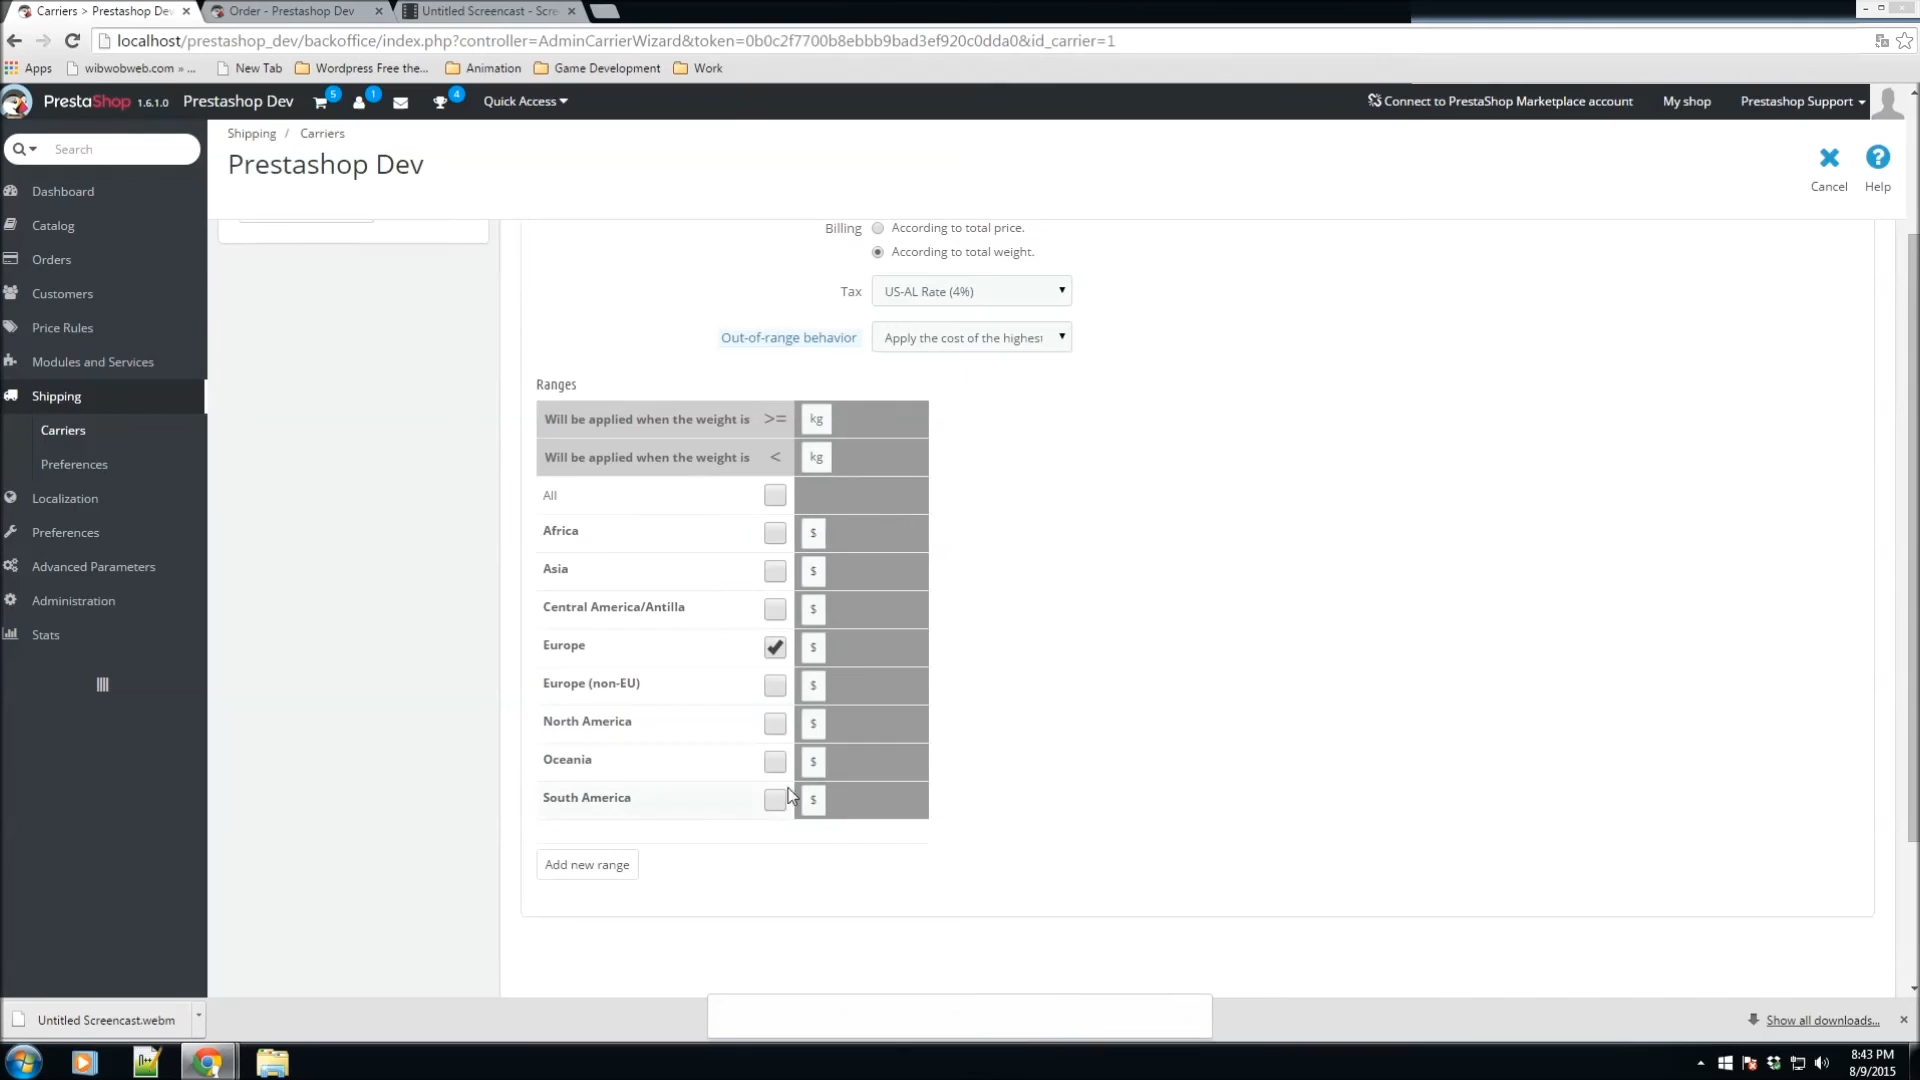 Carriers > Prestashop De
Order - Prestashop Dev
Untitled Screencast - Scre
localhost/prestashop_dev/backoffice/index.php?controller=AdminCarrierWizard&token=0b0c2f7700b8ebbb9bad3ef920c0dda0&id_carrier=1
Apps
wibwobweb.com » ...
New Tab
Wordpress Free the...
Animation
Game Development
Work
PrestaShop 1.6.1.0
Prestashop Dev
5
1
4
Quick Access
Connect to PrestaShop Marketplace account
My shop
Prestashop Support
Search
Shipping / Carriers
Prestashop Dev
Cancel
Help
Dashboard
Catalog
Orders
Customers
Price Rules
Modules and Services
Shipping
Carriers
Preferences
Localization
Preferences
Advanced Parameters
Administration
Stats
Billing
According to total price.
According to total weight.
Tax
US-AL Rate (4%)
Out-of-range behavior
Apply the cost of the highest
Ranges
Will be applied when the weight is >= kg
Will be applied when the weight is < kg
All
Africa $
Asia $
Central America/Antilla $
Europe $
Europe (non-EU) $
North America $
Oceania $
South America $
Add new range
Untitled Screencast.webm
Show all downloads...
8:43 PM
8/9/2015